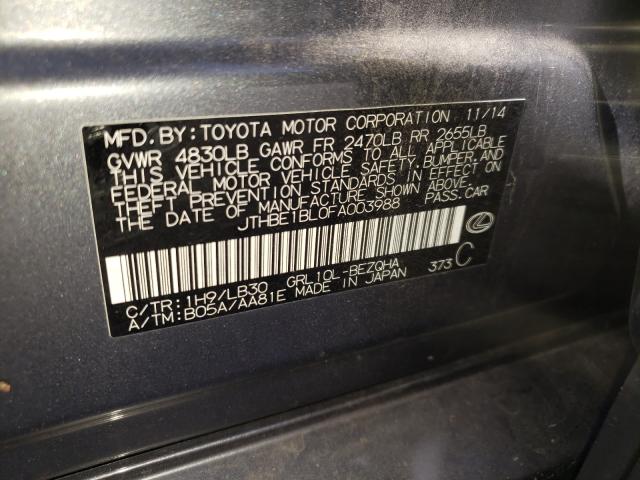 MFD. BY: TOYOTA MOTOR CORPORATION 11/14
GVWR 4830LB GAWR FR 2470LB RR 2655LB
THIS VEHICLE CONFORMS TO ALL APPLICABLE
FEDERAL MOTOR VEHICLE SAFETY, BUMPER, AND
THEFT PREVENTION STANDARDS IN EFFECT ON
THE DATE OF MANUFACTURE SHOWN ABOVE.
JTHBE1BL0FA003988 PASS. CAR
C/TR: 1H9/LB30 GRL10L-BEZQHA 373 C
A/TM: B05A/AA81E MADE IN JAPAN